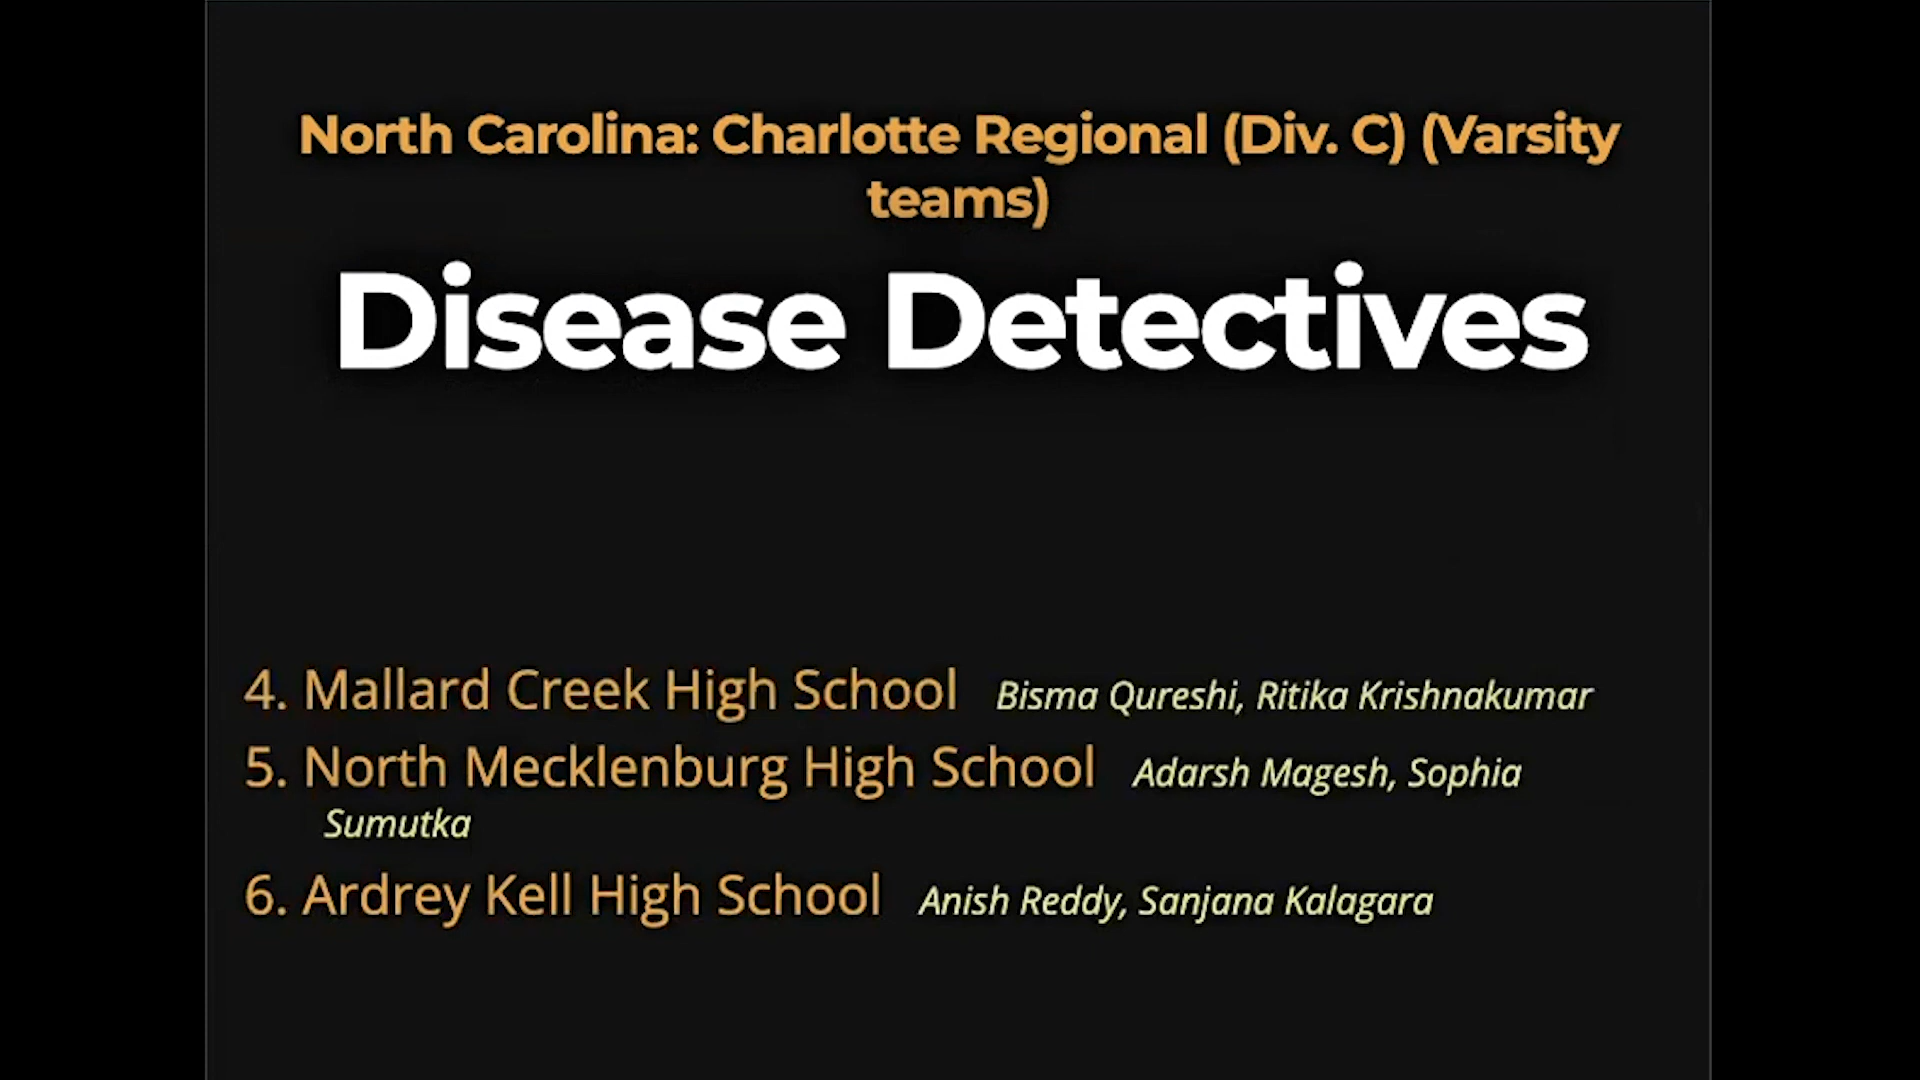 North Carolina: Charlotte Regional (Div. C) (Varsity
teams)
Disease Detectives
4. Mallard Creek High School Bisma Qureshi, Ritika Krishnakumar
5. North Mecklenburg High School Adarsh Magesh, Sophia
Sumutka
6. Ardrey Kell High School Anish Reddy, Sanjana Kalagara